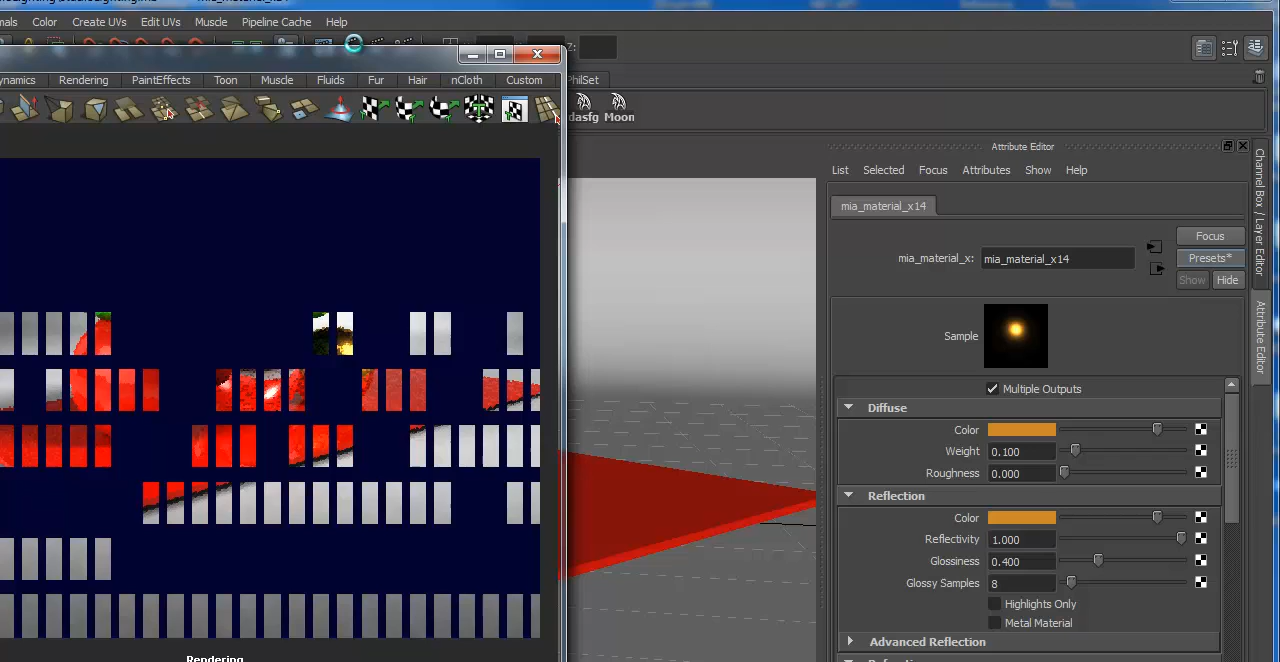 Color Create UVs Edit UVs Muscle Pipeline Cache Help
Z:
Rendering PaintEffects Toon Muscle Fluids Fur Hair nCloth Custom
PhilSet
dasfg Moon
Attribute Editor
List Selected Focus Attributes Show Help
mia_material_x14
Focus
mia_material_x: mia_material_x14
Presets*
Show Hide
Sample
Multiple Outputs
Diffuse
Color
Weight 0.100
Roughness 0.000
Reflection
Color
Reflectivity 1.000
Glossiness 0.400
Glossy Samples 8
Highlights Only
Metal Material
Advanced Reflection
Rendering
Channel Box / Layer Editor
Attribute Editor